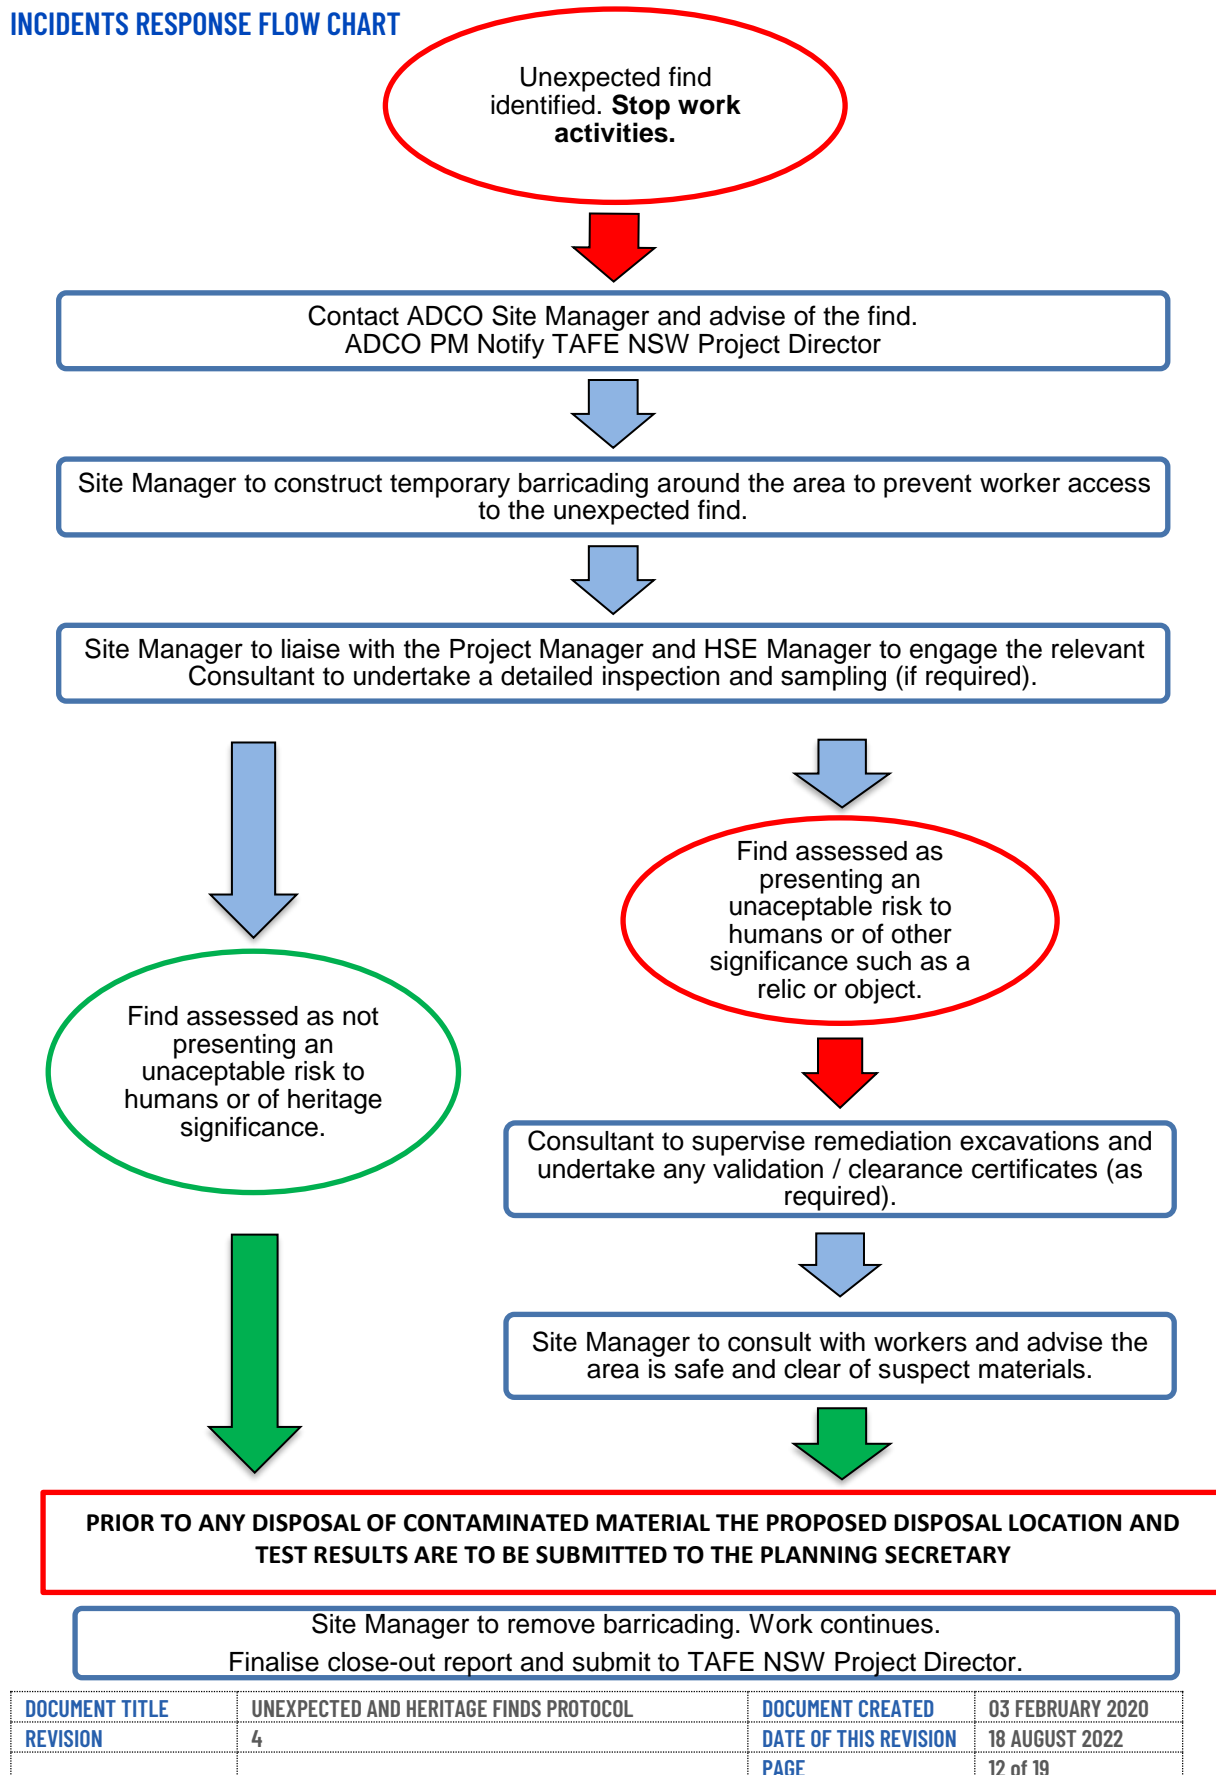 INCIDENTS RESPONSE FLOW CHART
Unexpected find
identified. Stop work
activities.
Contact ADCO Site Manager and advise of the find.
ADCO PM Notify TAFE NSW Project Director
Site Manager to construct temporary barricading around the area to prevent worker access
to the unexpected find.
Site Manager to liaise with the Project Manager and HSE Manager to engage the relevant
Consultant to undertake a detailed inspection and sampling (if required).
Find assessed as
presenting an
unacceptable risk to
humans or of other
significance such as a
relic or object.
Find assessed as not
presenting an
unaceptable risk to
humans or of heritage
significance.
Consultant to supervise remediation excavations and
undertake any validation / clearance certificates (as
required).
Site Manager to consult with workers and advise the
area is safe and clear of suspect materials.
PRIOR TO ANY DISPOSAL OF CONTAMINATED MATERIAL THE PROPOSED DISPOSAL LOCATION AND
TEST RESULTS ARE TO BE SUBMITTED TO THE PLANNING SECRETARY
Site Manager to remove barricading. Work continues.
Finalise close-out report and submit to TAFE NSW Project Director.
DOCUMENT TITLE UNEXPECTED AND HERITAGE FINDS PROTOCOL DOCUMENT CREATED 03 FEBRUARY 2020
REVISION 4 DATE OF THIS REVISION 18 AUGUST 2022
PAGE 12 of 19